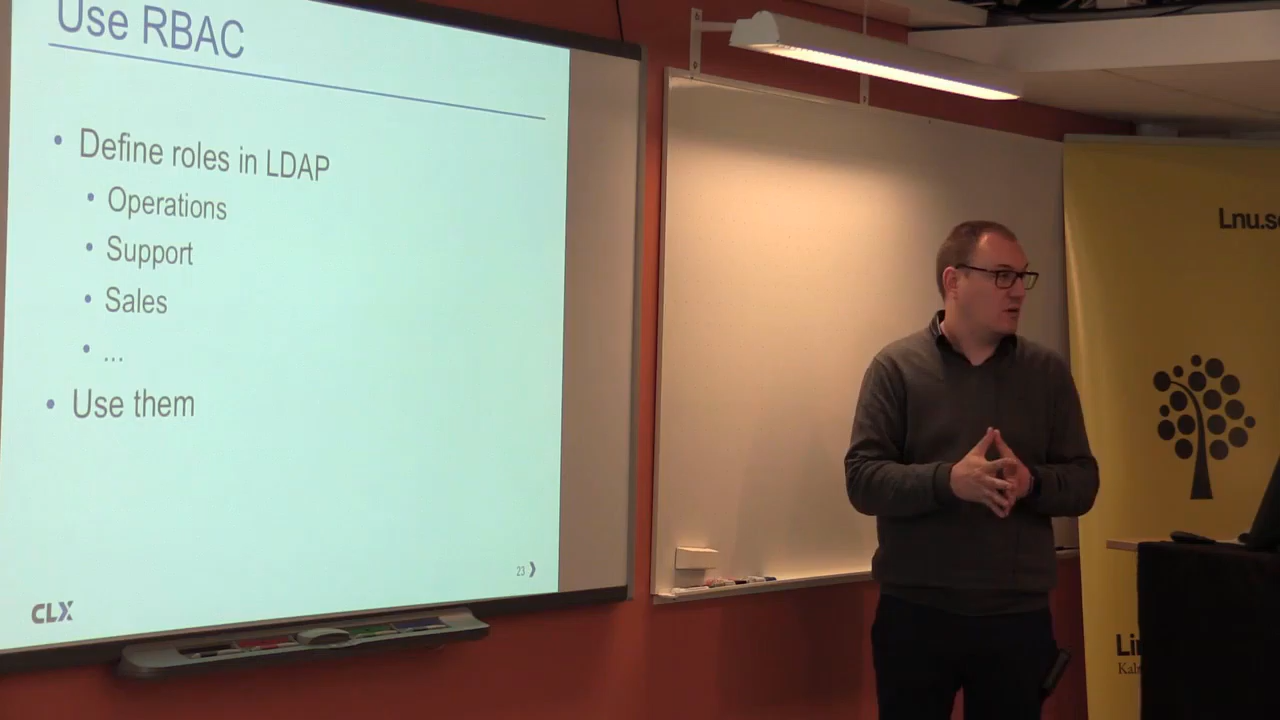 Use RBAC
• Define roles in LDAP
• Operations
• Support
• Sales
• ...
• Use them
23
CLX
Lnu.se